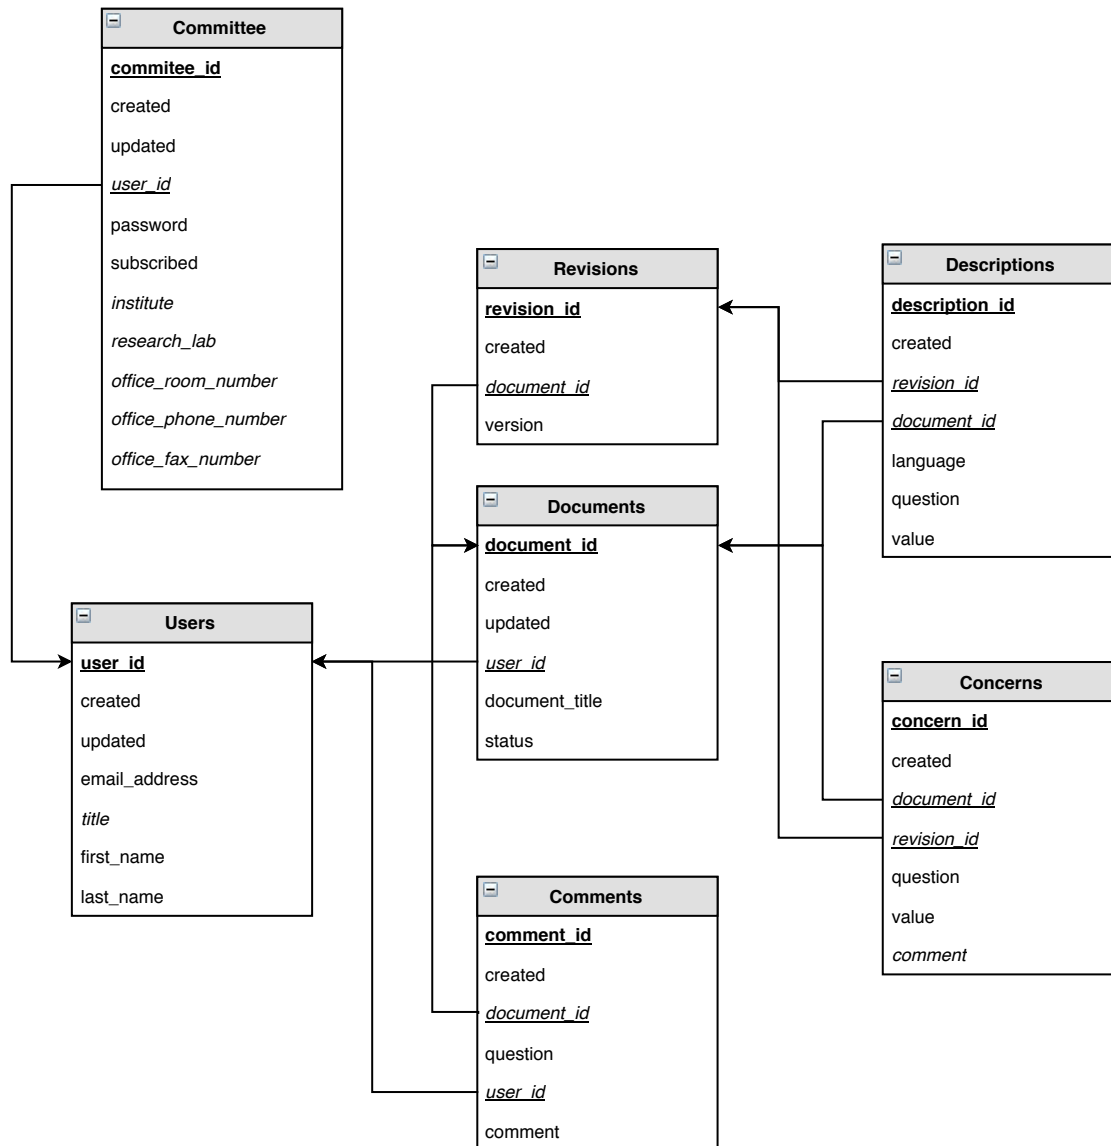 Committee
commitee_id
created
updated
user_id
password
subscribed
institute
research_lab
office_room_number
office_phone_number
office_fax_number
Users
user_id
created
updated
email_address
title
first_name
last_name
Revisions
revision_id
created
document_id
version
Documents
document_id
created
updated
user_id
document_title
status
Comments
comment_id
created
document_id
question
user_id
comment
Descriptions
description_id
created
revision_id
document_id
language
question
value
Concerns
concern_id
created
document_id
revision_id
question
value
comment